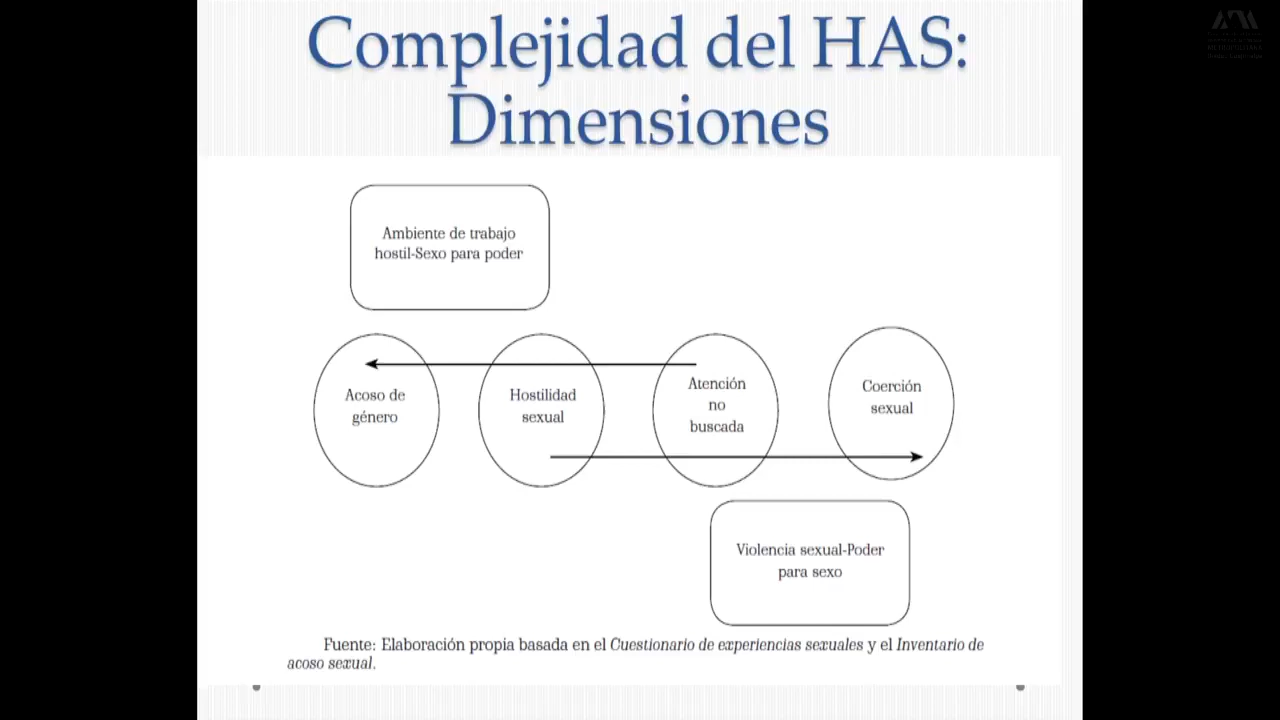 Complejidad del HAS:
Dimensiones
Ambiente de trabajo
hostil-Sexo para poder
Acoso de
género
Hostilidad
sexual
Atención
no
buscada
Coerción
sexual
Violencia sexual-Poder
para sexo
Fuente: Elaboración propia basada en el Cuestionario de experiencias sexuales y el Inventario de
acoso sexual.
METROPOLITANA